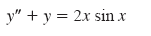 y″ + y = 2x sin x